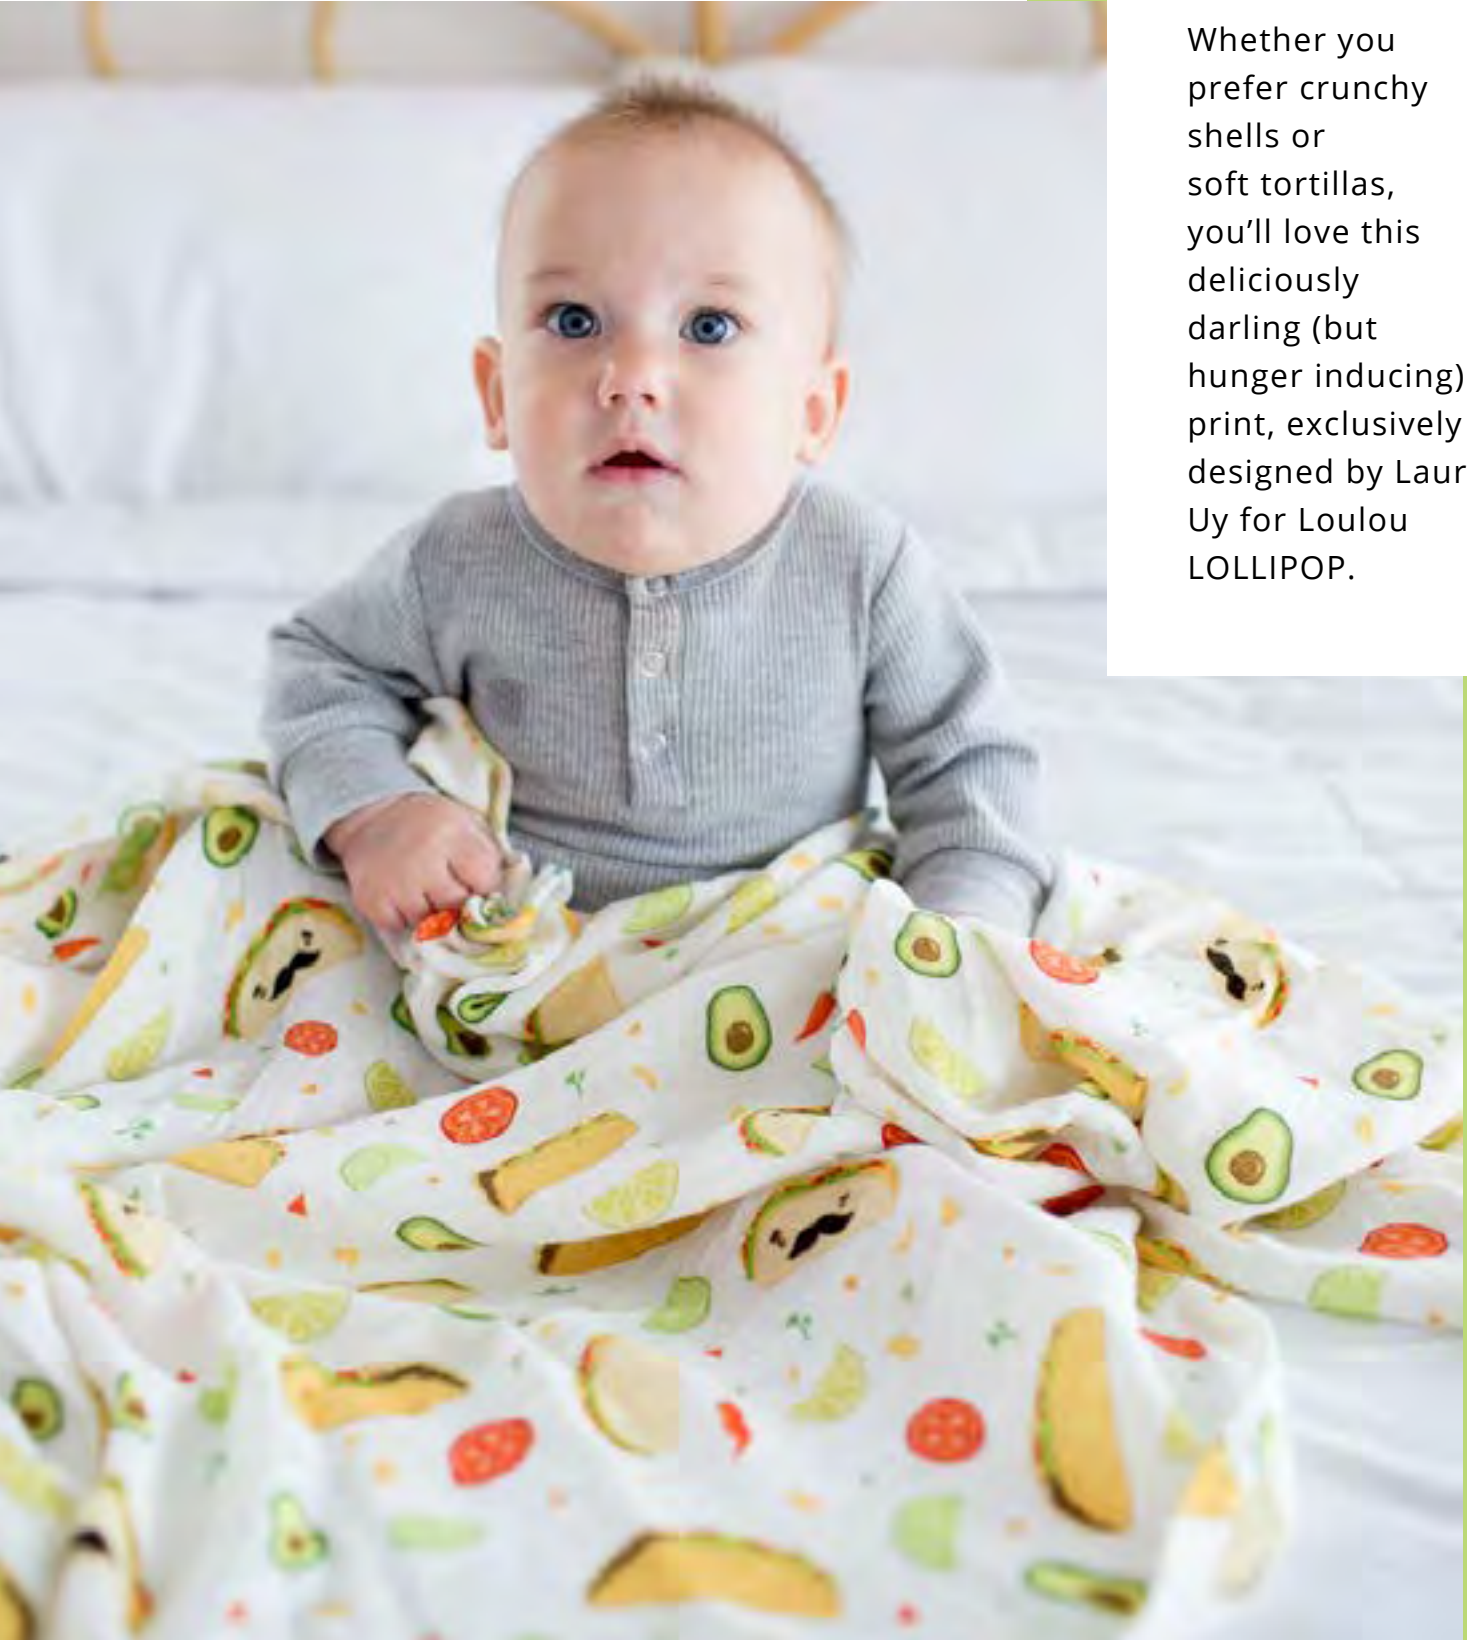 Whether you
prefer crunchy
shells or
soft tortillas,
you’ll love this
deliciously
darling (but
hunger inducing)
print, exclusively
designed by Laur
Uy for Loulou
LOLLIPOP.